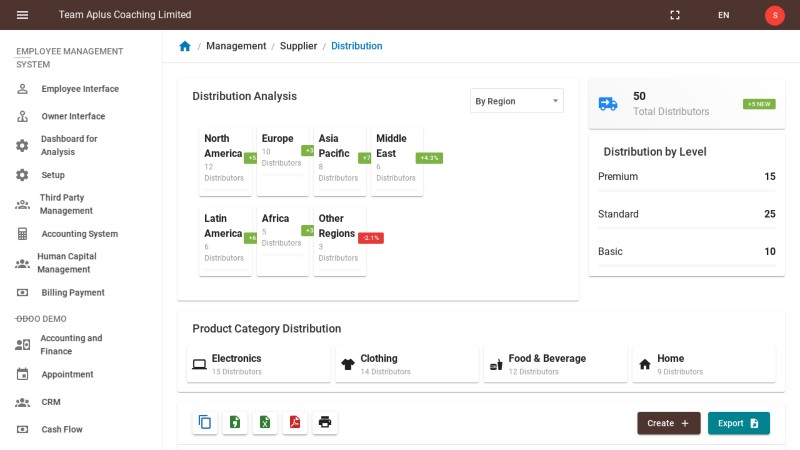 Team Aplus Coaching Limited
EN
S
EMPLOYEE MANAGEMENT
SYSTEM
Employee Interface
Owner Interface
Dashboard for
Analysis
Setup
Third Party
Management
Accounting System
Human Capital
Management
Billing Payment
ODOO DEMO
Accounting and
Finance
Appointment
CRM
Cash Flow
/ Management / Supplier / Distribution
Distribution Analysis
By Region
North
America
12
Distributors
Europe
10
Distributors
Asia
Pacific
8
Distributors
Middle
East
6
Distributors
+4.3%
Latin
America
6
Distributors
Africa
5
Distributors
Other
Regions
3
Distributors
-2.1%
50
Total Distributors
+5 NEW
Distribution by Level
Premium 15
Standard 25
Basic 10
Product Category Distribution
Electronics
15 Distributors
Clothing
14 Distributors
Food & Beverage
12 Distributors
Home
9 Distributors
Create +
Export